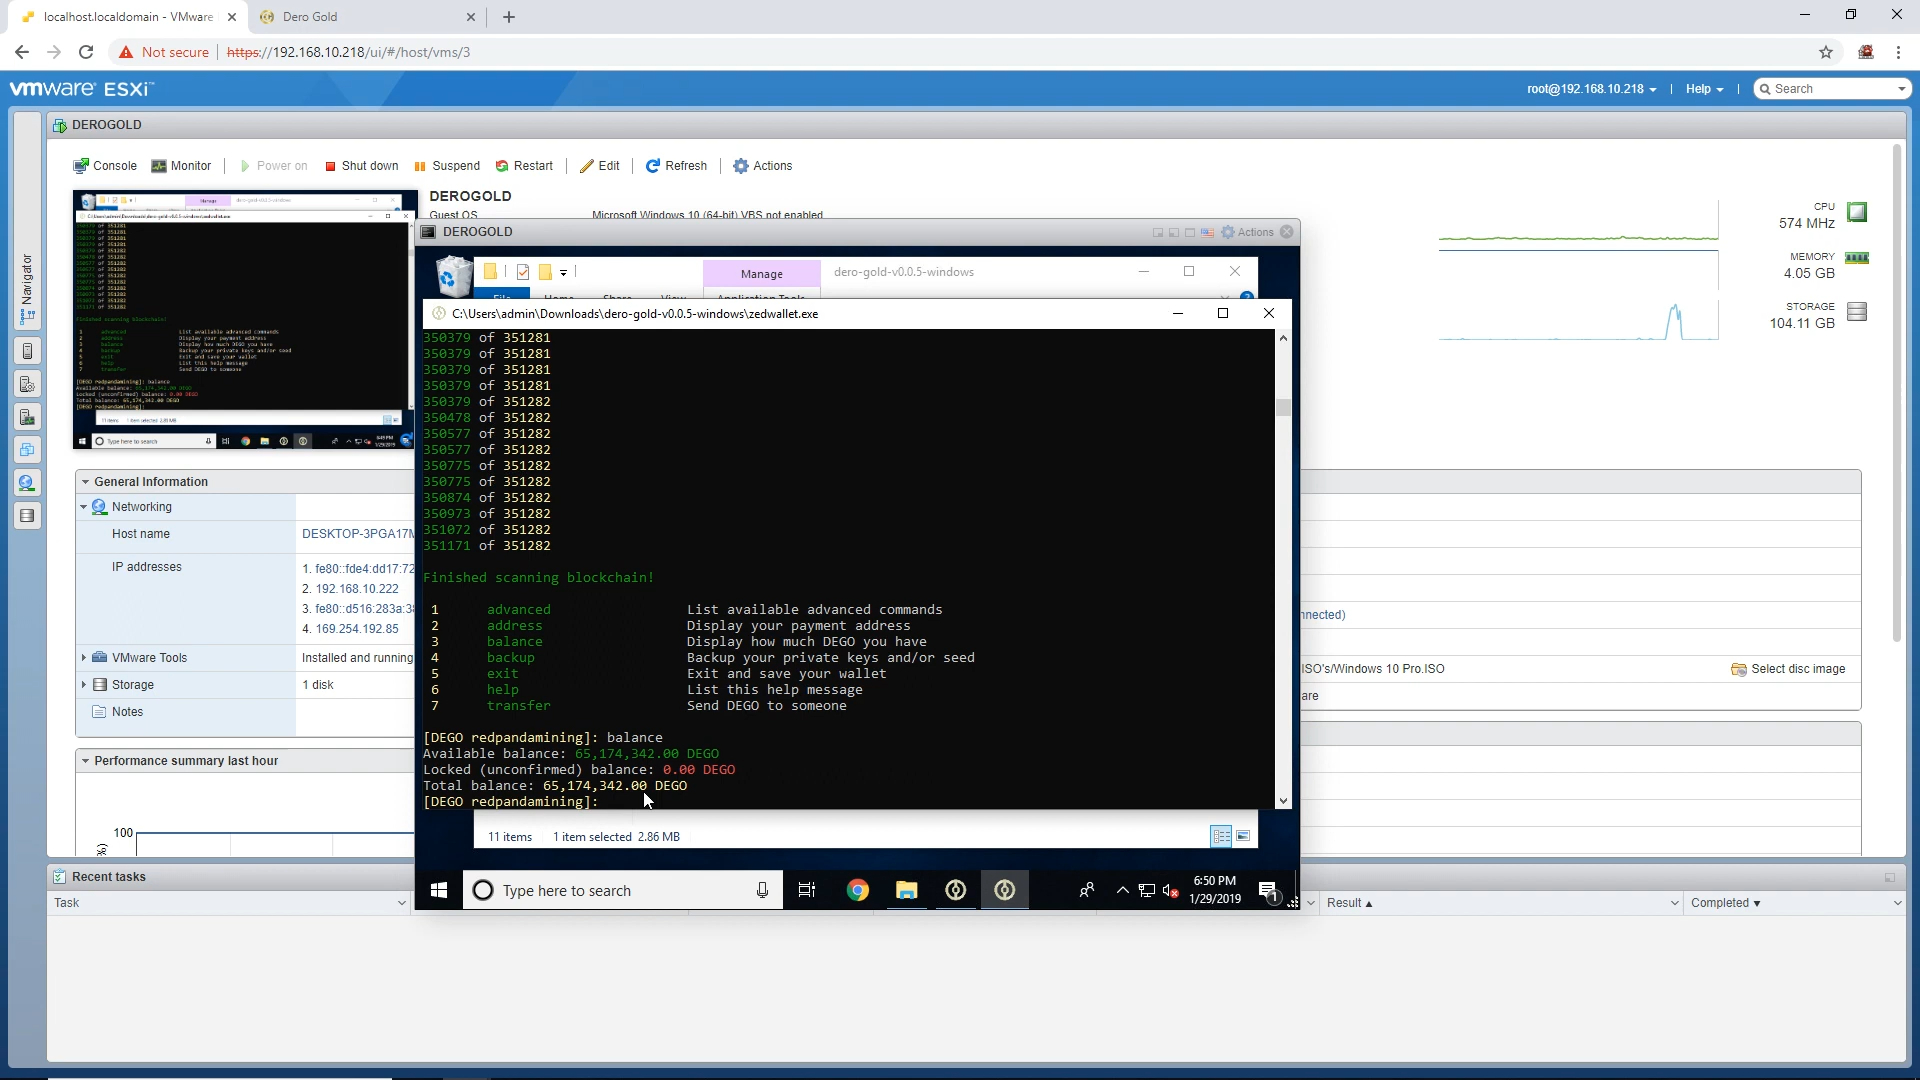 localhost.localdomain - VMware
Dero Gold
Not secure
https://192.168.10.218/ui/#/host/vms/3
vmware ESXi™
root@192.168.10.218
Help
Search
Navigator
DEROGOLD
Console
Monitor
Power on
Shut down
Suspend
Restart
Edit
Refresh
Actions
DEROGOLD
Guest OS
Microsoft Windows 10 (64-bit) VBS not enabled
CPU
574 MHz
MEMORY
4.05 GB
STORAGE
104.11 GB
DEROGOLD
Actions
Manage
dero-gold-v0.0.5-windows
File
Home
Share
View
Application Tools
C:\Users\admin\Downloads\dero-gold-v0.0.5-windows\zedwallet.exe
350379 of 351281
350379 of 351281
350379 of 351281
350379 of 351281
350379 of 351282
350478 of 351282
350577 of 351282
350577 of 351282
350775 of 351282
350775 of 351282
350874 of 351282
350973 of 351282
351072 of 351282
351171 of 351282
Finished scanning blockchain!
1 advanced List available advanced commands
2 address Display your payment address
3 balance Display how much DEGO you have
4 backup Backup your private keys and/or seed
5 exit Exit and save your wallet
6 help List this help message
7 transfer Send DEGO to someone
[DEGO redpandamining]: balance
Available balance: 65,174,342.00 DEGO
Locked (unconfirmed) balance: 0.00 DEGO
Total balance: 65,174,342.00 DEGO
[DEGO redpandamining]:
11 items
1 item selected 2.86 MB
Type here to search
6:50 PM
1/29/2019
1
General Information
Networking
Host name
DESKTOP-3PGA17
IP addresses
1. fe80::fde4:dd17:72
2. 192.168.10.222
3. fe80::d516:283a:3
4. 169.254.192.85
VMware Tools
Installed and running
Storage
1 disk
Notes
nnected)
ISO's/Windows 10 Pro.ISO
Select disc image
are
Performance summary last hour
100
Recent tasks
Task
Result
Completed